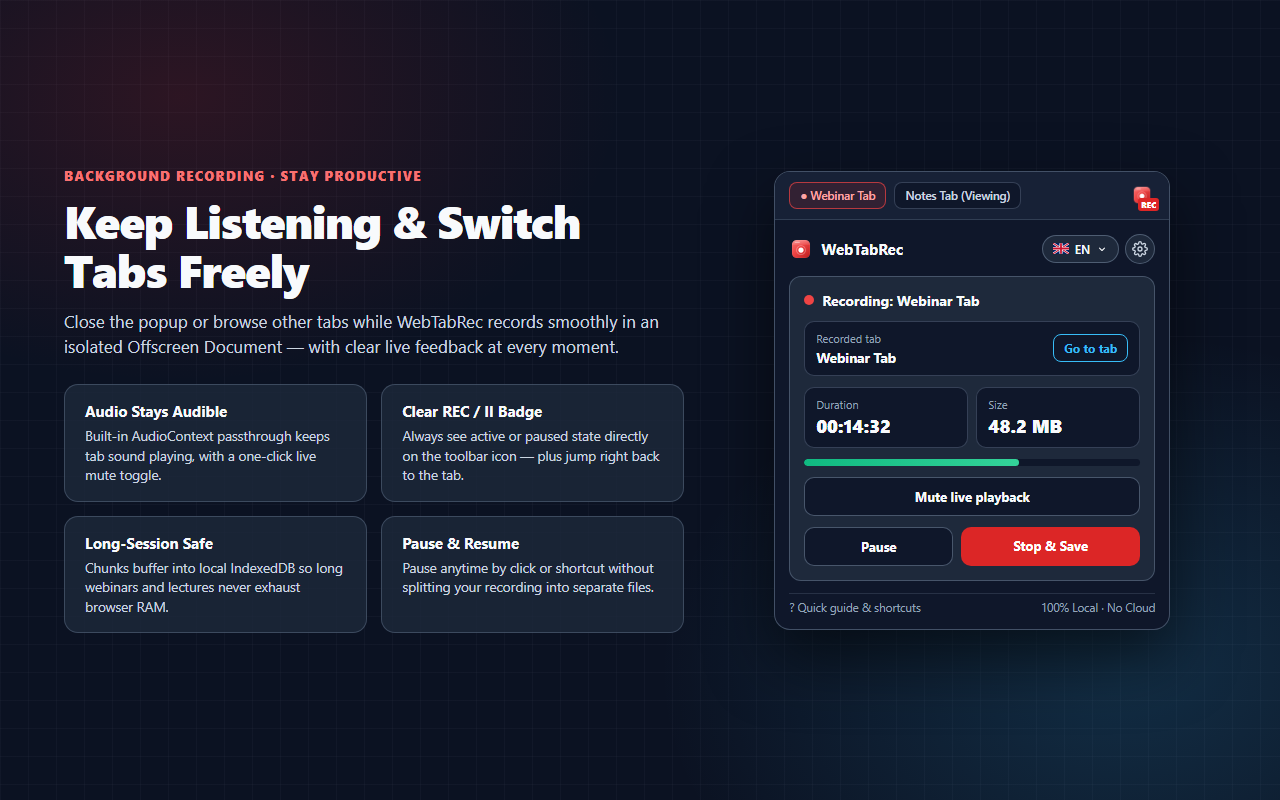 BACKGROUND RECORDING · STAY PRODUCTIVE
Keep Listening & Switch
Tabs Freely
Close the popup or browse other tabs while WebTabRec records smoothly in an
isolated Offscreen Document — with clear live feedback at every moment.
Audio Stays Audible
Built-in AudioContext passthrough keeps
tab sound playing, with a one-click live
mute toggle.
Clear REC / II Badge
Always see active or paused state directly
on the toolbar icon — plus jump right back
to the tab.
Long-Session Safe
Chunks buffer into local IndexedDB so long
webinars and lectures never exhaust
browser RAM.
Pause & Resume
Pause anytime by click or shortcut without
splitting your recording into separate files.
● Webinar Tab
Notes Tab (Viewing)
REC
WebTabRec
EN
Recording: Webinar Tab
Recorded tab
Webinar Tab
Go to tab
Duration
00:14:32
Size
48.2 MB
Mute live playback
Pause
Stop & Save
? Quick guide & shortcuts
100% Local · No Cloud